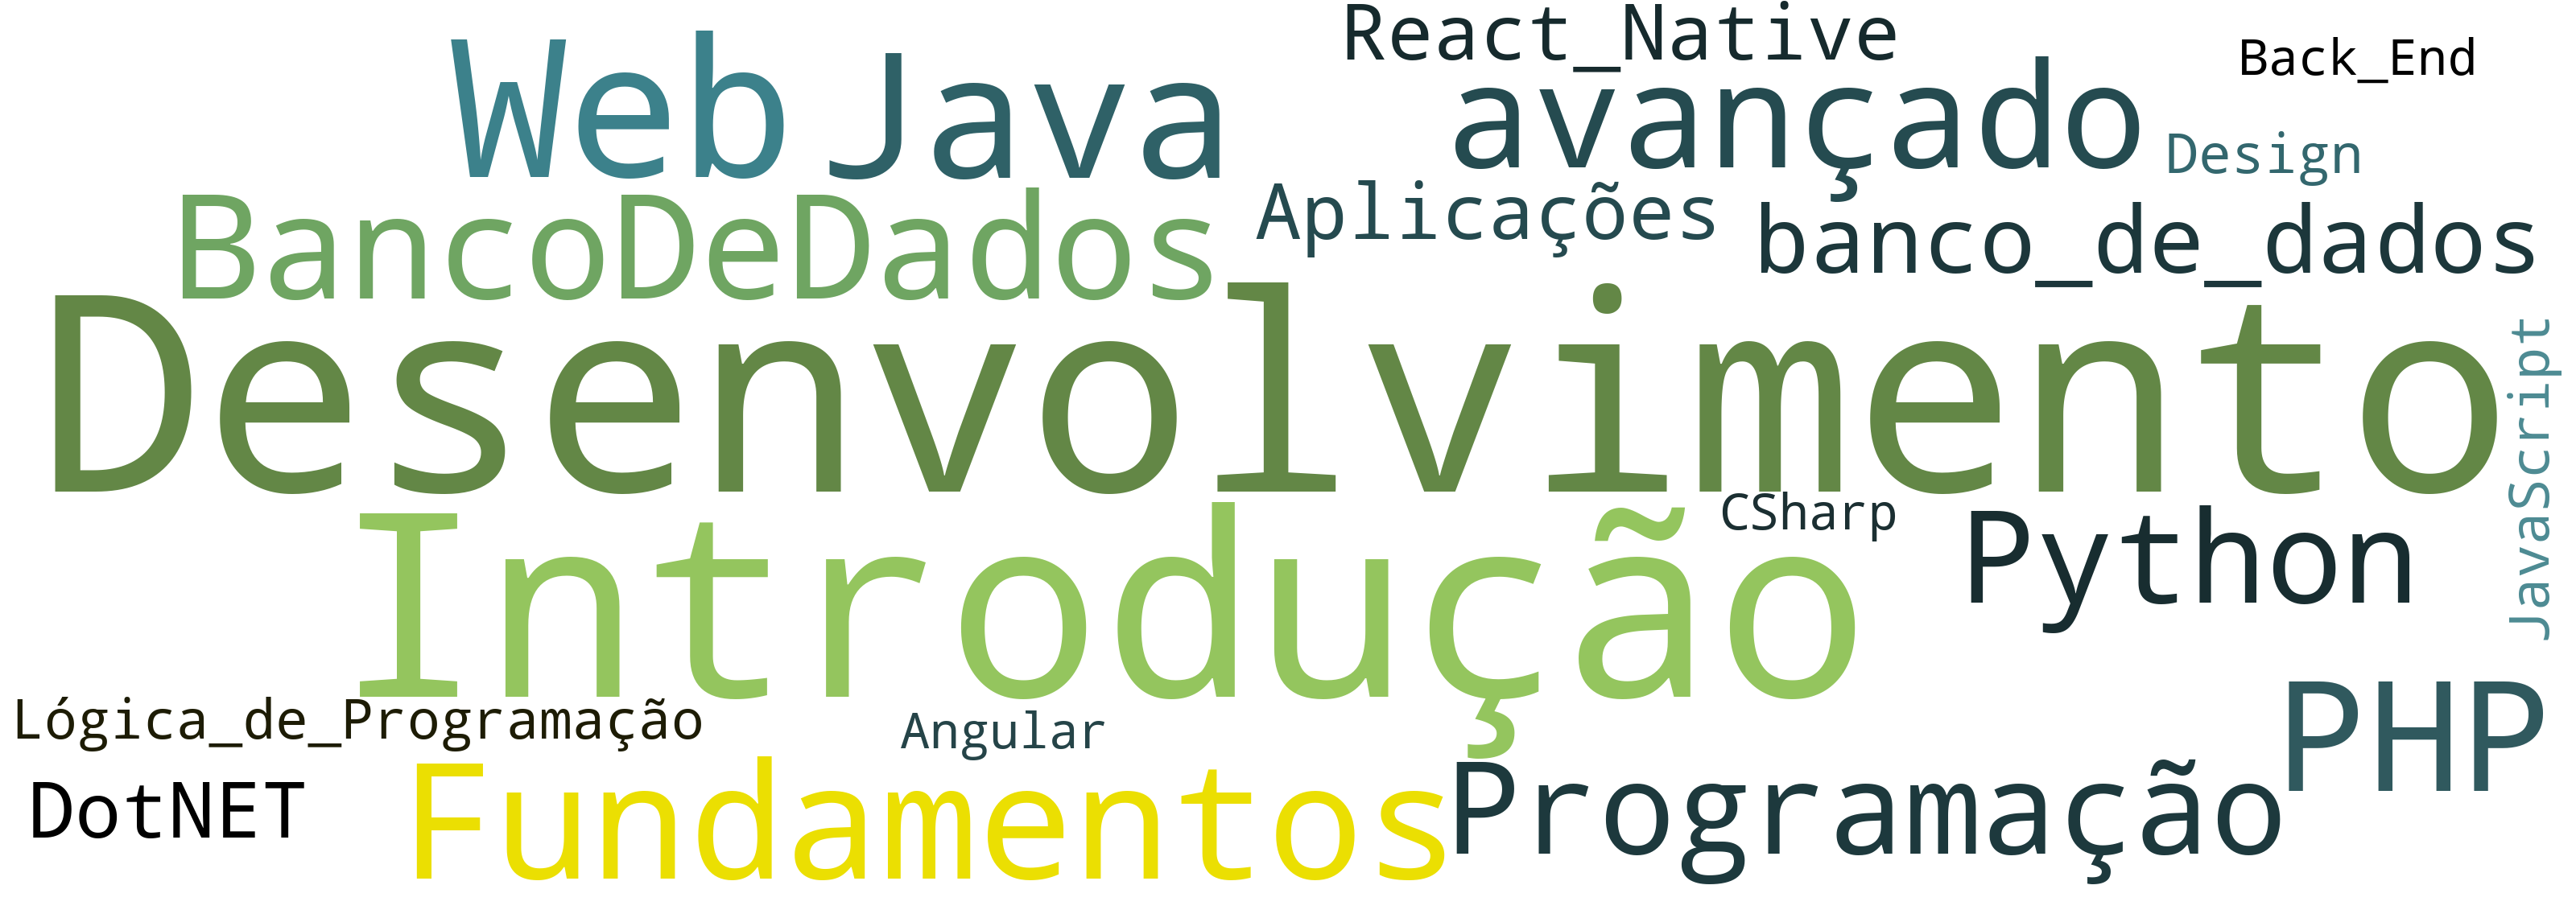 React_Native
Back_End
Web Java avançado
Design
BancoDeDados Aplicações banco_de_dados
Desenvolvimento
JavaScript
CSharp
Introdução Python
Lógica_de_Programação Angular
PHP
DotNET Fundamentos Programação